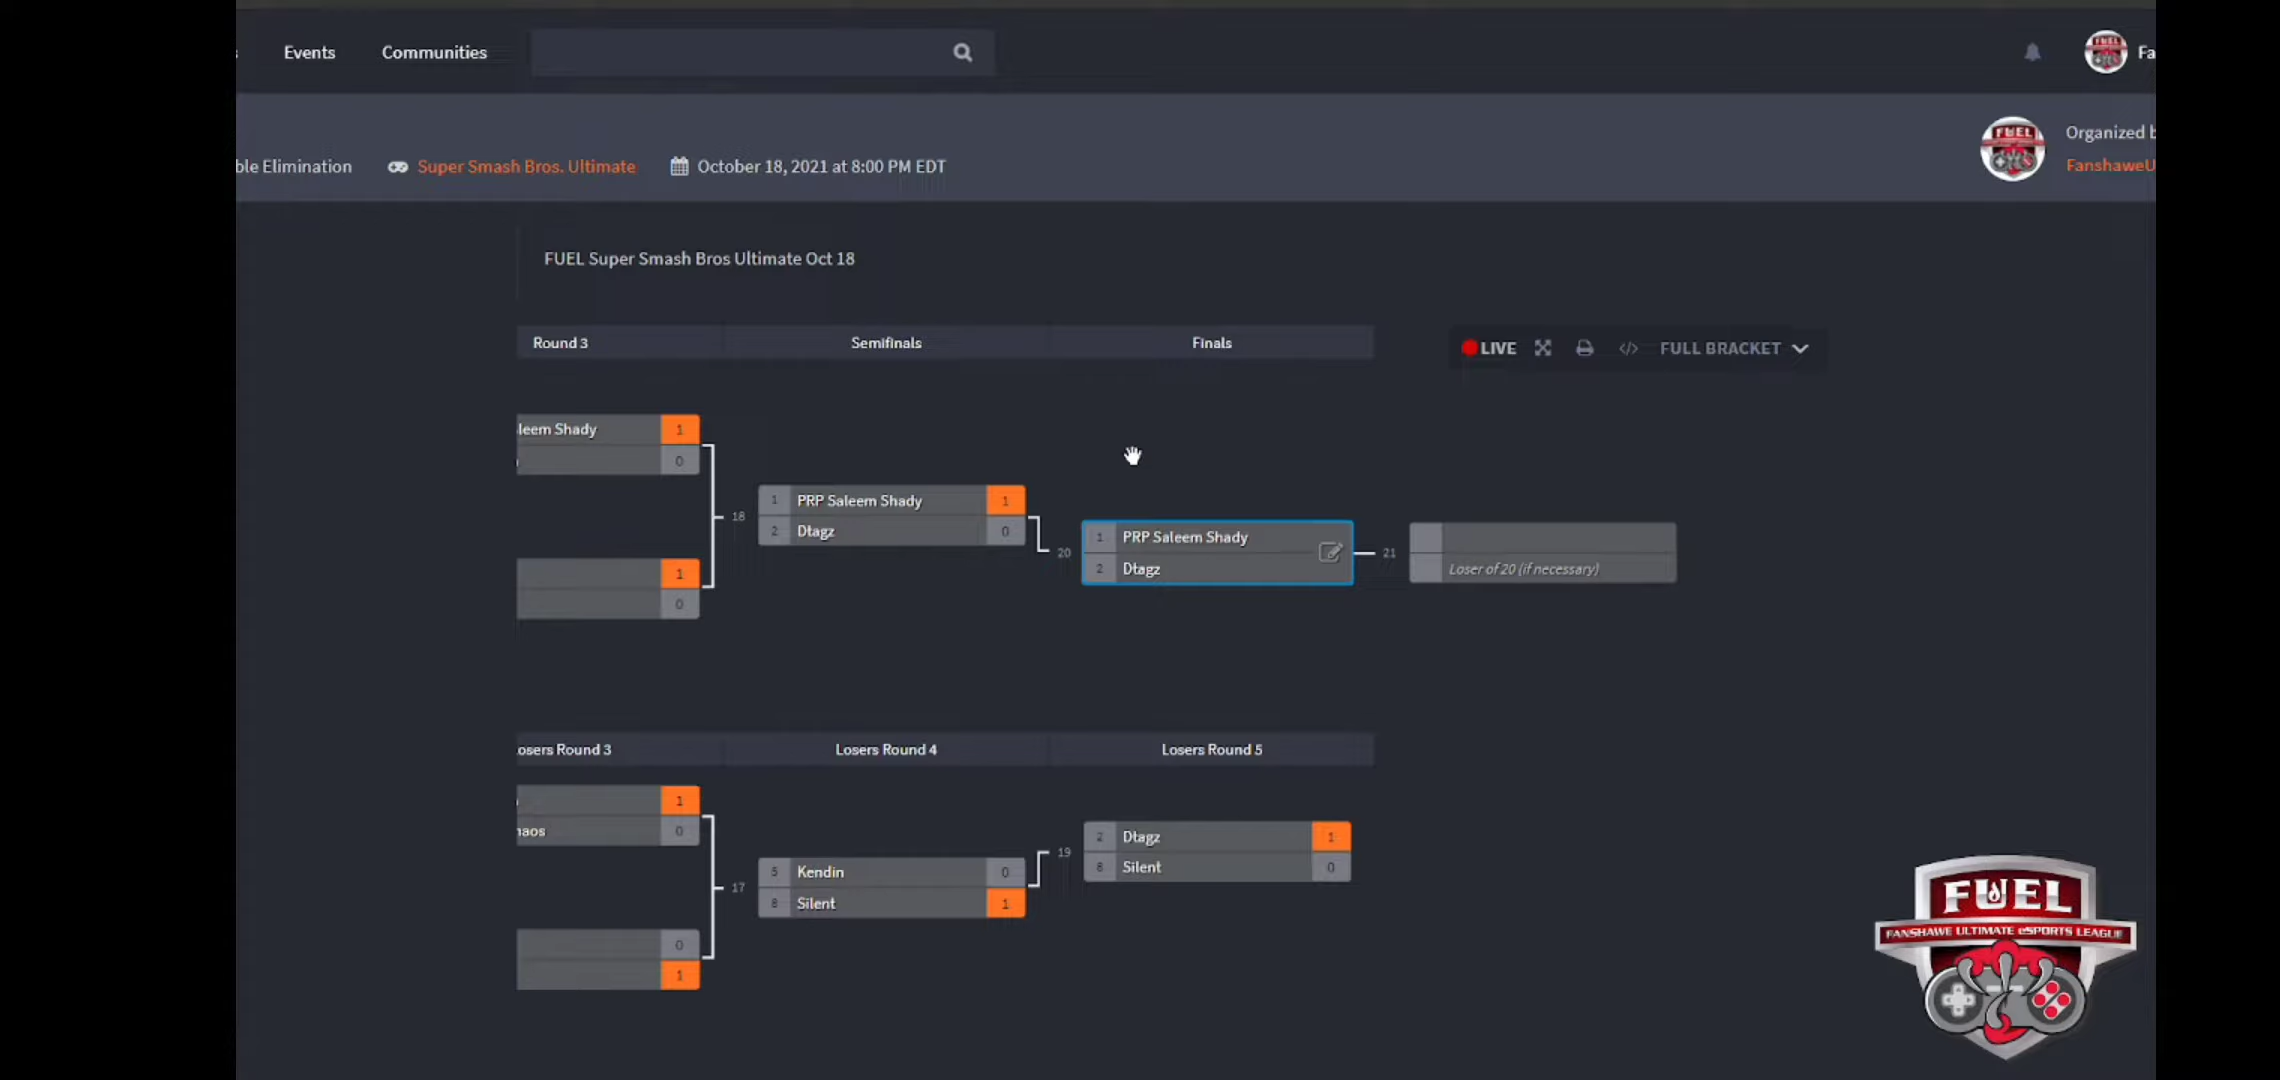 Events
Communities
Fa
Organized b
ble Elimination
Super Smash Bros. Ultimate
October 18, 2021 at 8:00 PM EDT
FanshaweU
FUEL Super Smash Bros Ultimate Oct 18
Round 3
Semifinals
Finals
LIVE
FULL BRACKET
leem Shady 1
0
1
0
18
1 PRP Saleem Shady 1
2 Dtagz 0
20
1 PRP Saleem Shady
2 Dtagz
21
Loser of 20 (if necessary)
osers Round 3
Losers Round 4
Losers Round 5
1
haos 0
0
1
17
5 Kendin 0
8 Silent 1
19
2 Dtagz 1
8 Silent 0
FUEL
FANSHAWE ULTIMATE eSPORTS LEAGUE